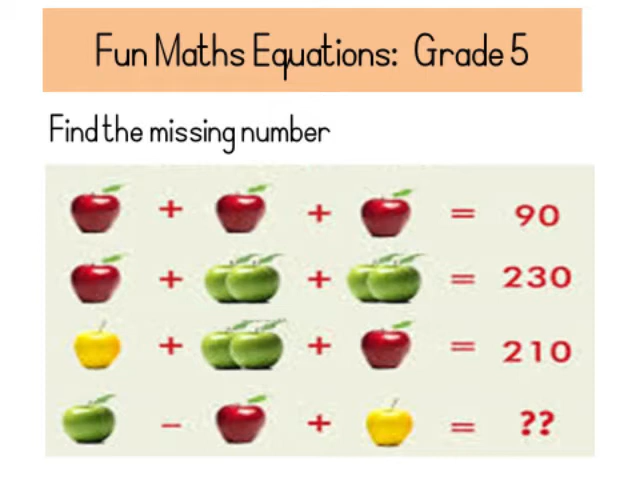 Fun Maths Equations: Grade 5
Find the missing number
+ + = 90
+ + = 230
+ + = 210
- + = ??